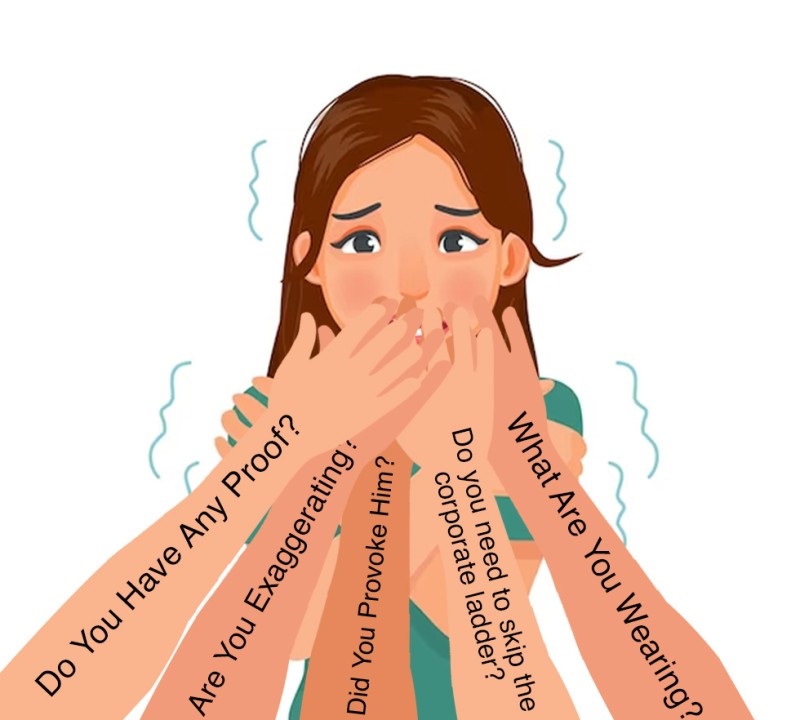 Do You Have Any Proof?
Are You Exaggerating?
Did You Provoke Him?
Do you need to skip the
corporate ladder?
What Are You Wearing?